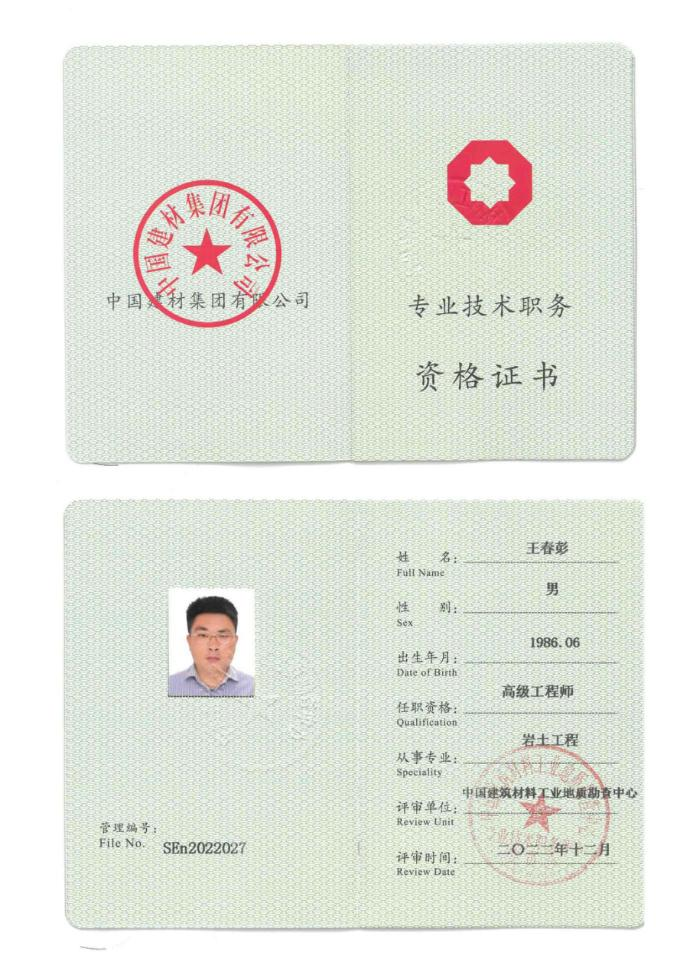 中国建材集团有限公司
中国建材集团有限公司
专业技术职务
资格证书
姓 名: 王春彭
Full Name
性 别: 男
Sex
出生年月: 1986.06
Date of Birth
任职资格: 高级工程师
Qualification
从事专业: 岩土工程
Speciality
评审单位: 中国建筑材料工业地质勘查中心
Review Unit
评审时间: 二〇二二年十二月
Review Date
管理编号:
File No. SEn2022027